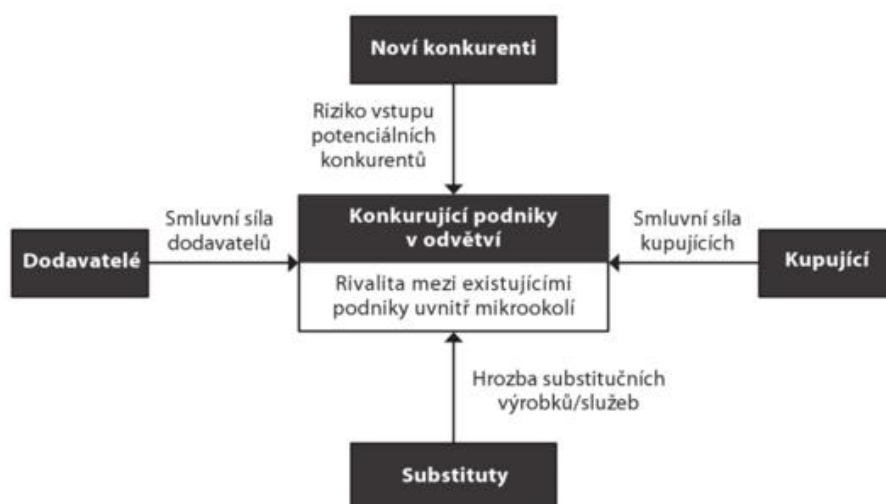 Noví konkurenti
Riziko vstupu
potenciálních
konkurentů
Smluvní síla
dodavatelů
Konkurující podniky
v odvětví
Smluvní síla
kupujících
Dodavatelé
Kupující
Rivalita mezi existujícími
podniky uvnitř mikrookolí
Hrozba substitučních
výrobků/služeb
Substituty